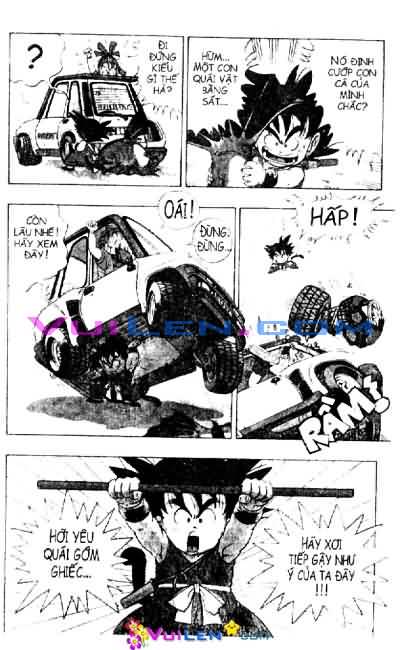 ?
ĐI
ĐỨNG
KIỂU
GÌ THẾ
HẢ?
HỪM...
MỘT CON
QUÁI VẬT
BẰNG
SẮT...
NÓ ĐỊNH
CƯỚP CON
CÁ CỦA
MÌNH
CHẮC?
CÒN
LÂU NHÉ!
HÃY XEM
ĐÂY!
OÁI!
ĐỪNG,
ĐỪNG...
HẤP!
RẦM!
VuiLen.com
HỠI YÊU
QUÁI GỚM
GHIẾC...
HÃY XƠI
TIẾP GẬY NHƯ
Ý CỦA TA ĐÂY
!!!
VuiLen.com